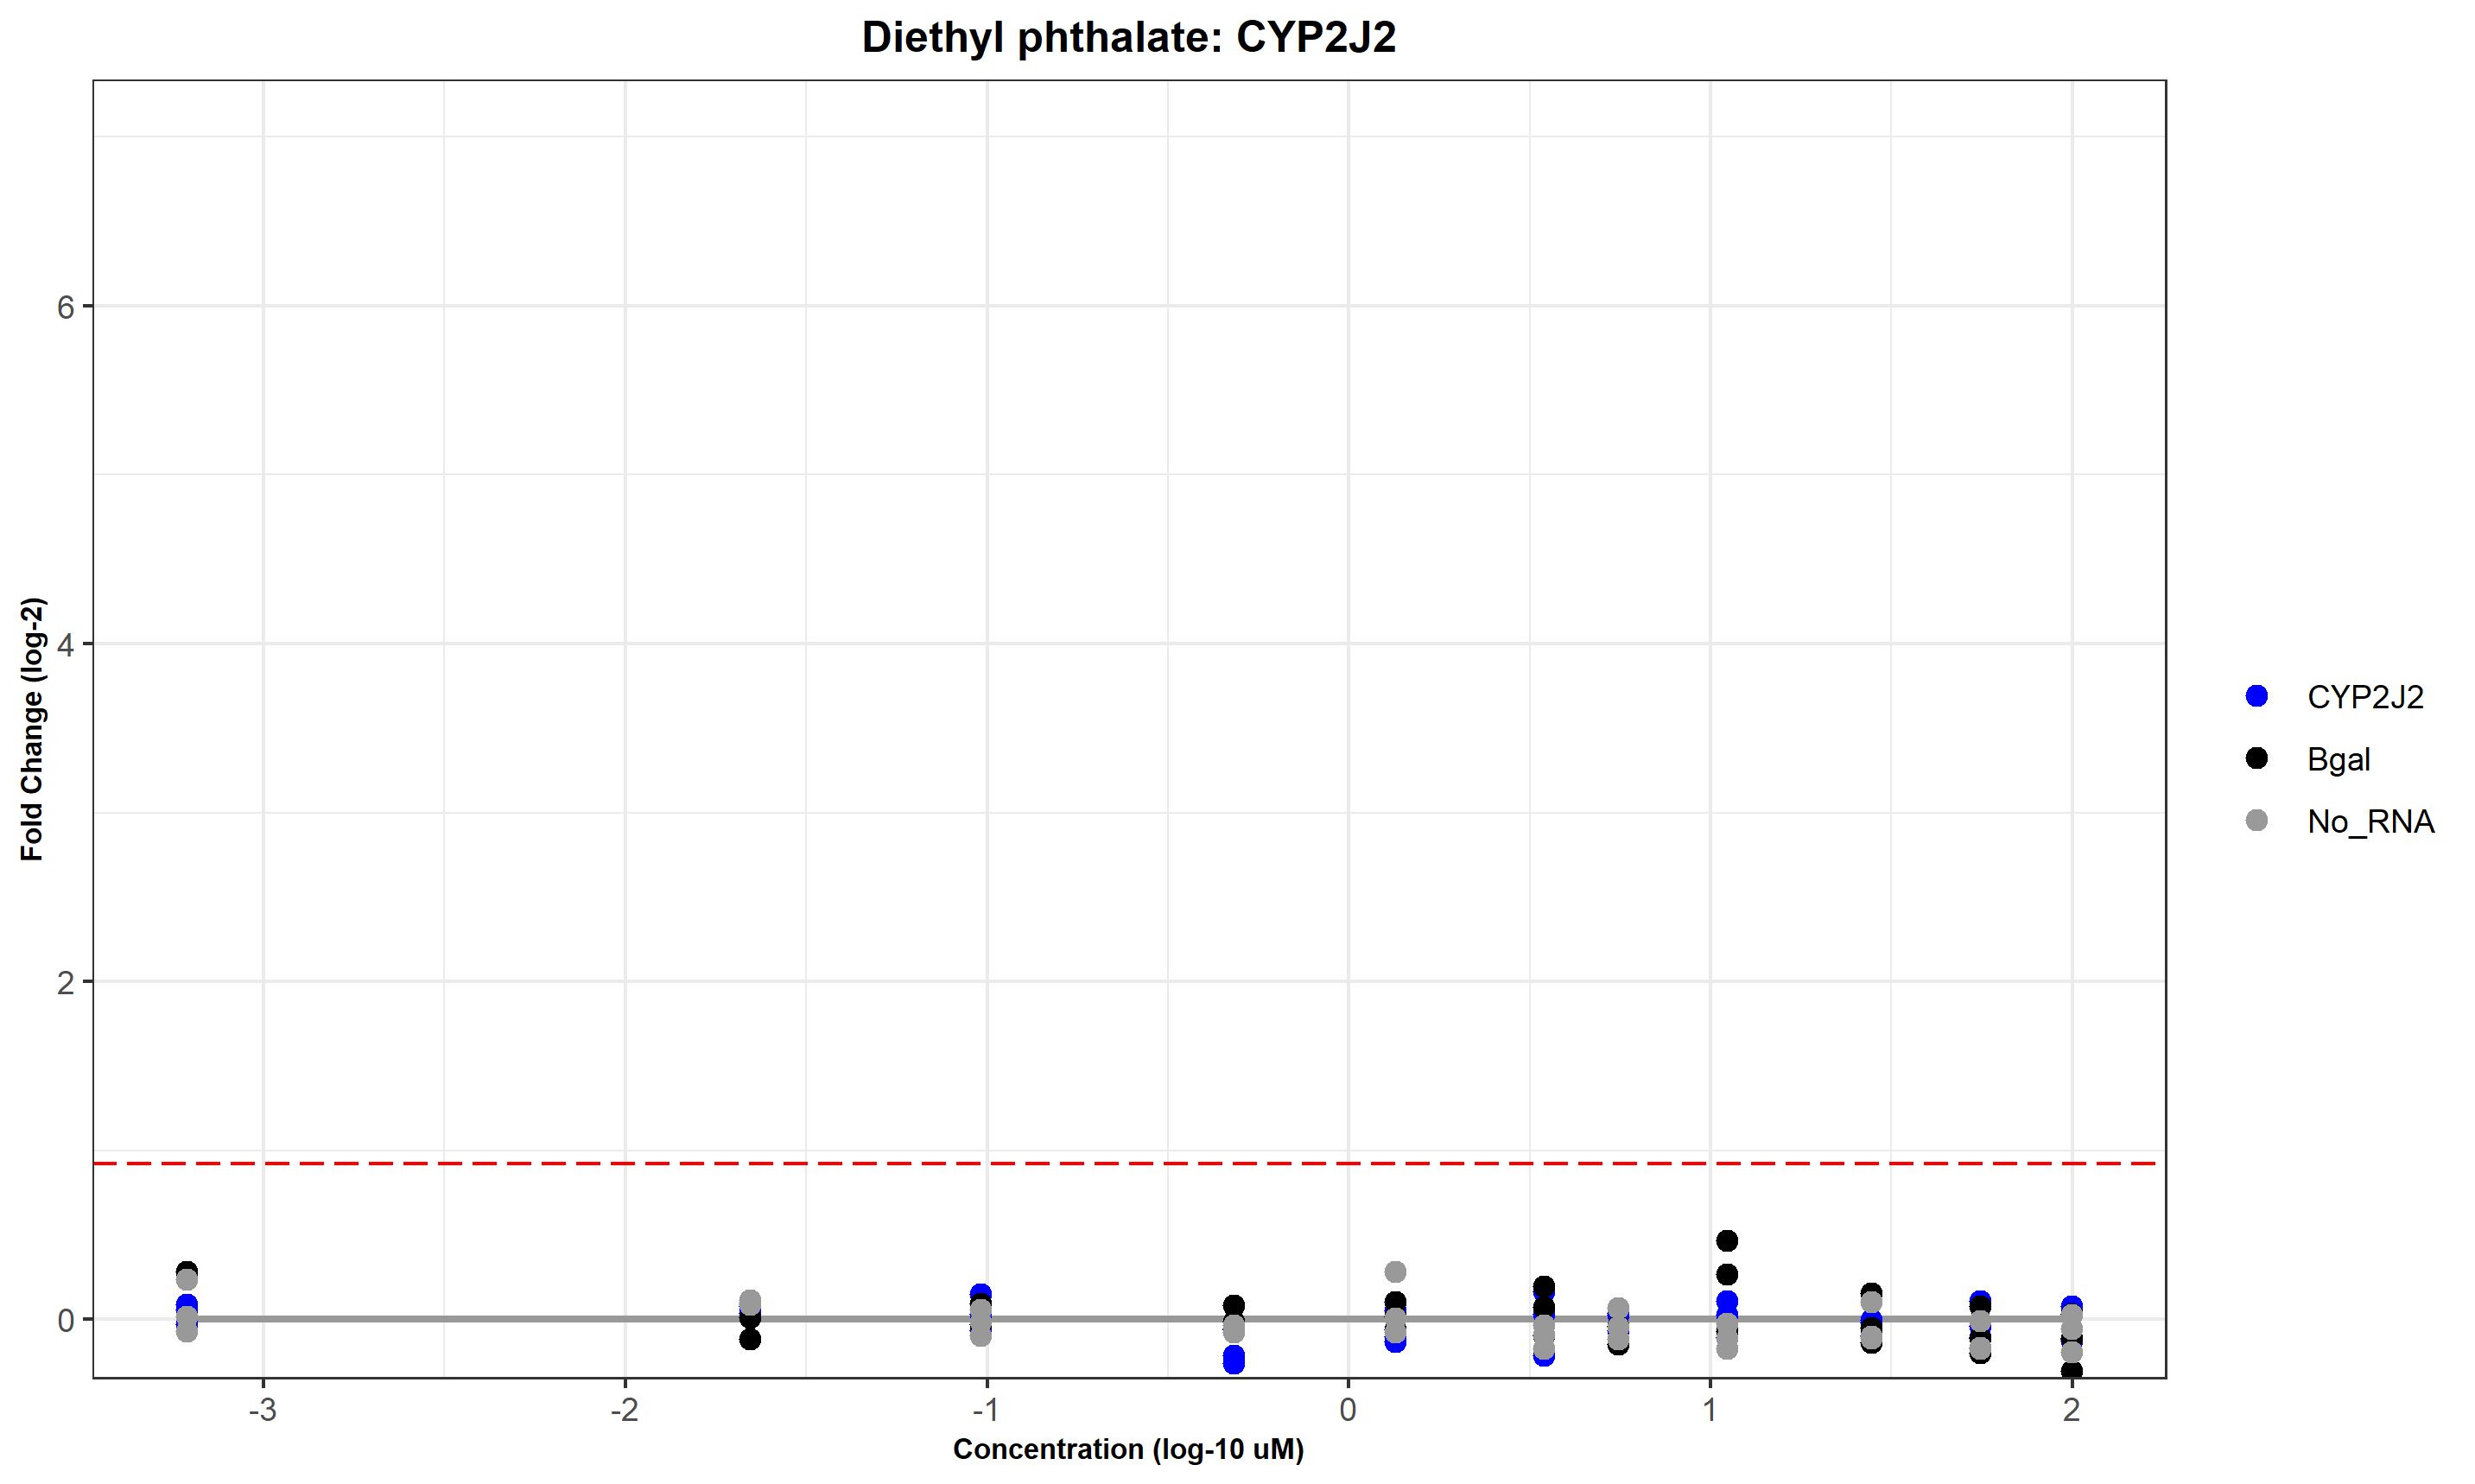 Diethyl phthalate: CYP2J2
Fold Change (log-2)
6
4
2
0
-3
-2
-1
0
1
2
Concentration (log-10 uM)
CYP2J2
Bgal
No_RNA